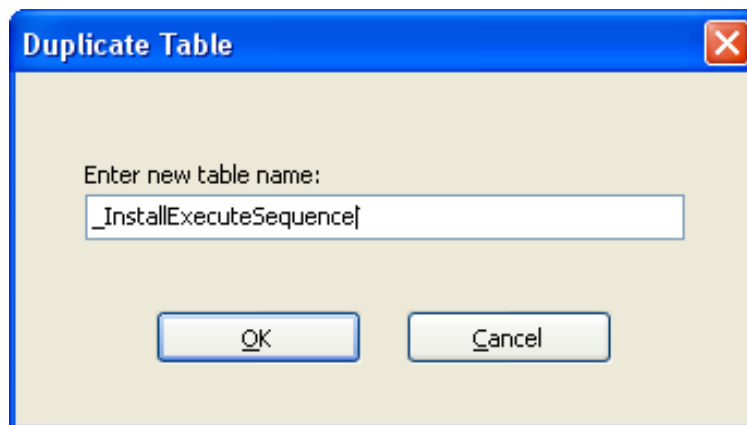 Duplicate Table
Enter new table name:
_InstallExecuteSequence
OK
Cancel